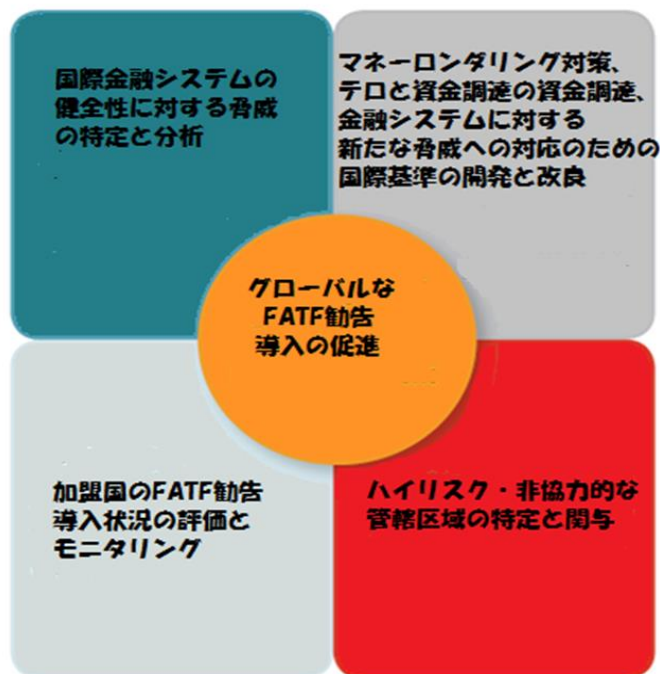 国際金融システムの
健全性に対する脅威
の特定と分析
マネーロンダリング対策、
テロと資金調達の資金調達、
金融システムに対する
新たな脅威への対応のための
国際基準の開発と改良
グローバルな
FATF勧告
導入の促進
加盟国のFATF勧告
導入状況の評価と
モニタリング
ハイリスク・非協力的な
管轄区域の特定と関与